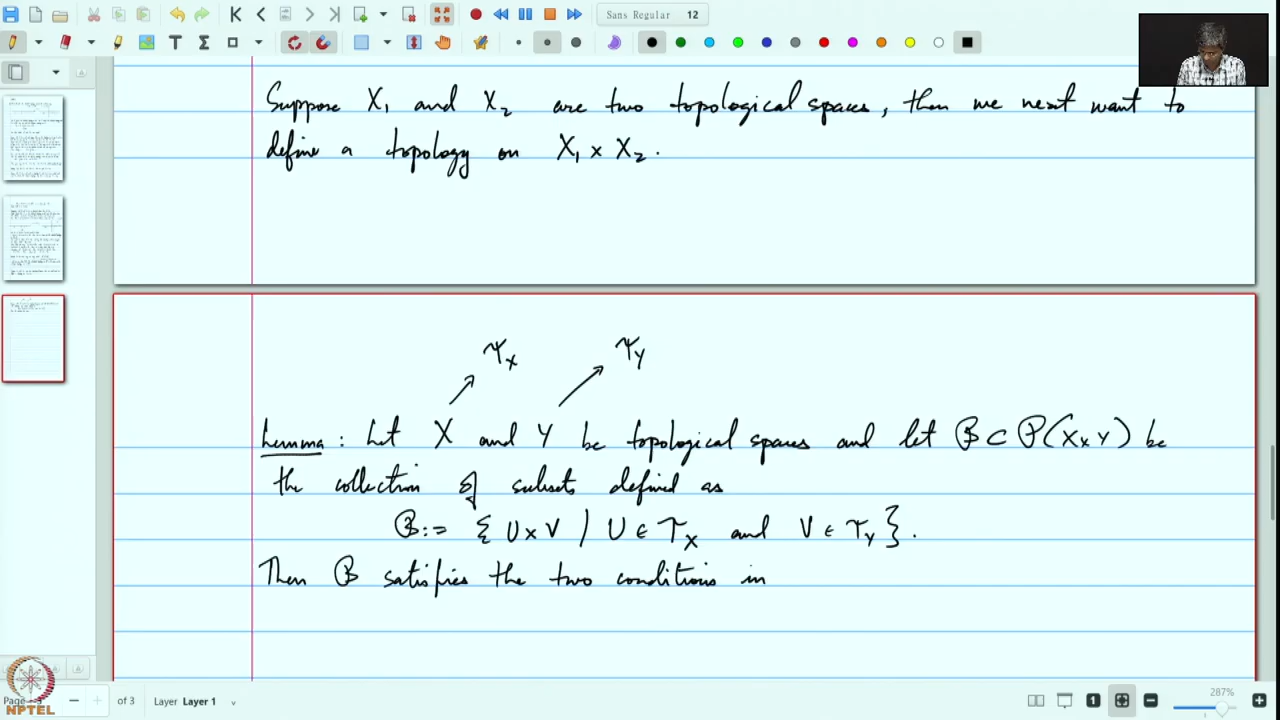 Sans Regular 12
Suppose X₁ and X₂ are two topological spaces, then we next want to
define a topology on X₁ × X₂.
τ_X τ_Y
Lemma : Let X and Y be topological spaces and let B ⊂ P(X×Y) be
the collection of subsets defined as
B := { U×V | U ∈ τ_X and V ∈ τ_Y }.
Then B satisfies the two conditions in
NPTEL
Page
of 3
Layer Layer 1
287%